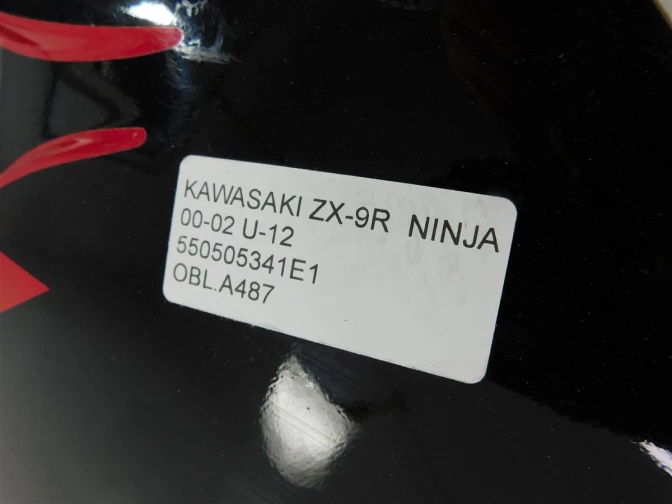 KAWASAKI ZX-9R NINJA
00-02 U-12
550505341E1
OBL.A487